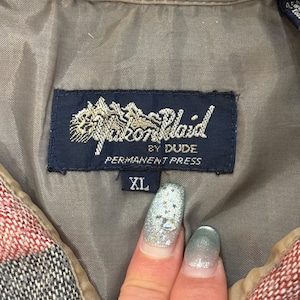 Yukon Plaid
BY DUDE
PERMANENT PRESS
XL